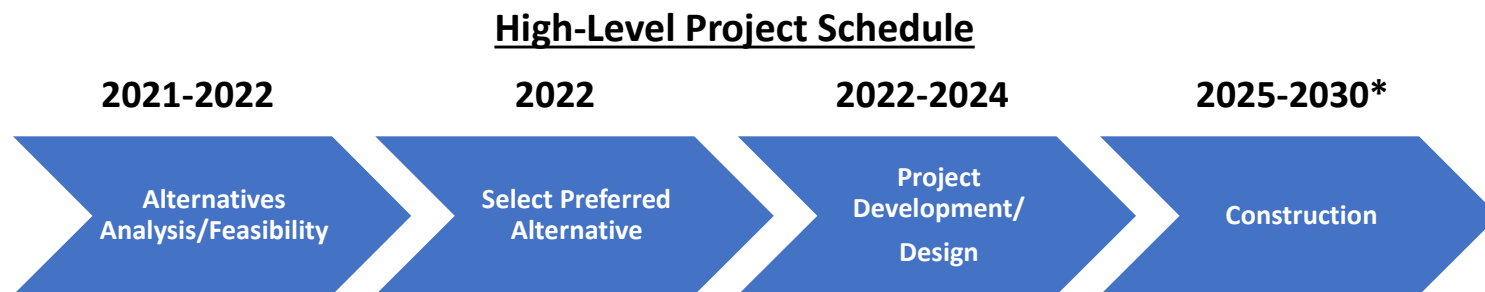 High-Level Project Schedule
2021-2022
2022
2022-2024
2025-2030*
Alternatives
Analysis/Feasibility
Select Preferred
Alternative
Project
Development/
Design
Construction